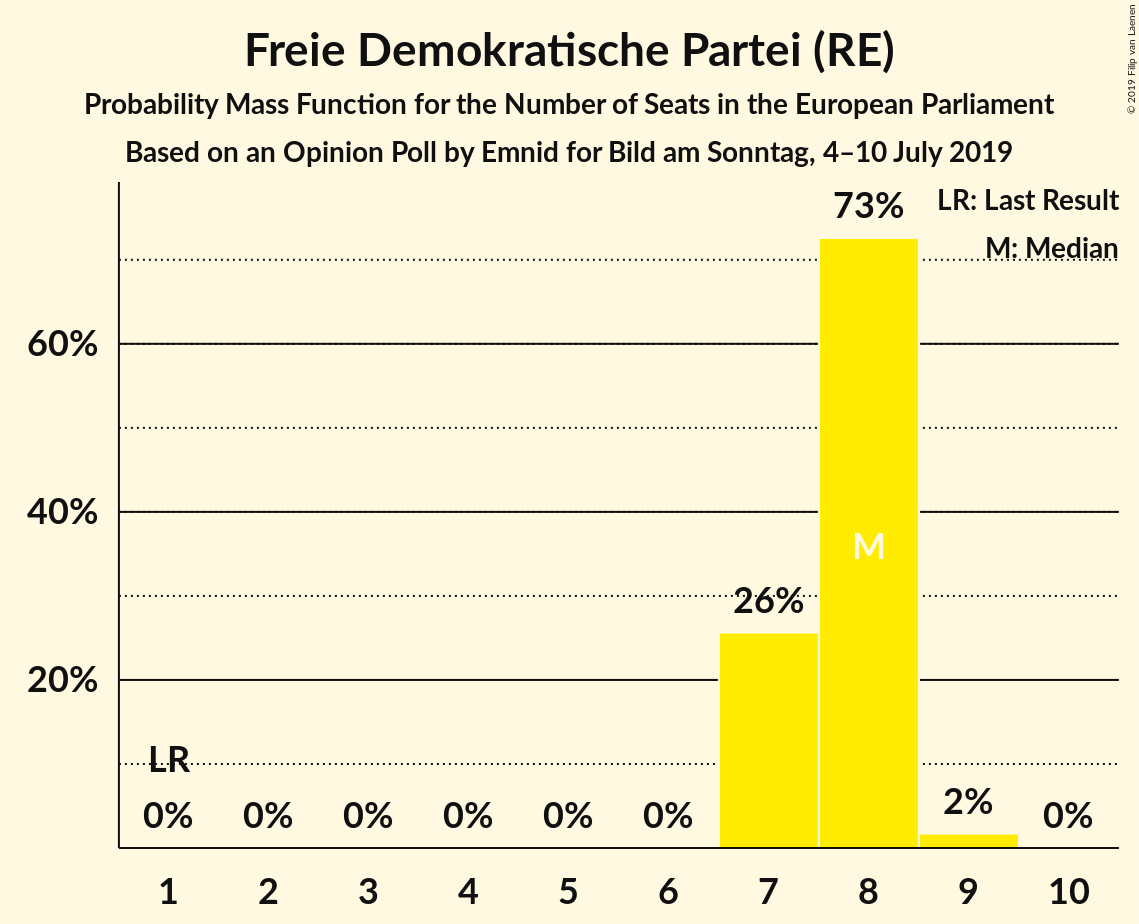 Freie Demokratische Partei (RE)
Probability Mass Function for the Number of Seats in the European Parliament
Based on an Opinion Poll by Emnid for Bild am Sonntag, 4–10 July 2019
© 2019 Filip van Laenen
LR: Last Result
M: Median
73%
60%
40%
M
26%
20%
LR
2%
0% 0% 0% 0% 0% 0% 0%
1 2 3 4 5 6 7 8 9 10